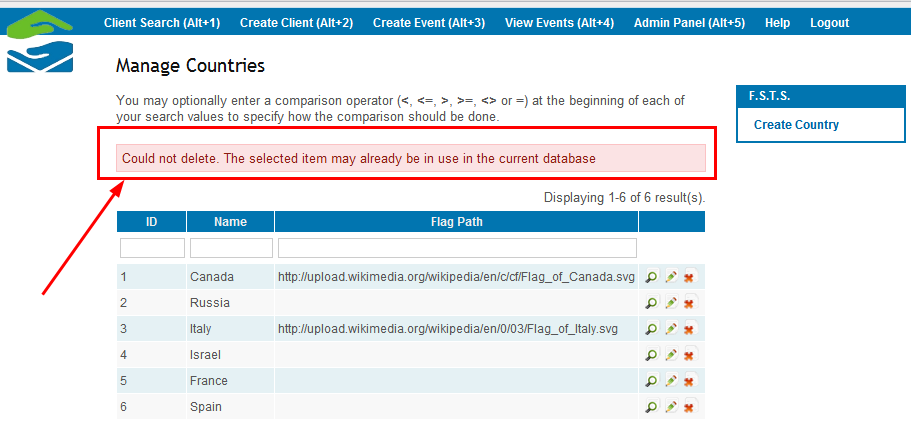 Client Search (Alt+1) Create Client (Alt+2) Create Event (Alt+3) View Events (Alt+4) Admin Panel (Alt+5) Help Logout
Manage Countries
You may optionally enter a comparison operator (<, <=, >, >=, <> or =) at the beginning of each of
your search values to specify how the comparison should be done.
F.S.T.S.
Create Country
Could not delete. The selected item may already be in use in the current database
Displaying 1-6 of 6 result(s).
ID Name Flag Path
1 Canada http://upload.wikimedia.org/wikipedia/en/c/cf/Flag_of_Canada.svg
2 Russia
3 Italy http://upload.wikimedia.org/wikipedia/en/0/03/Flag_of_Italy.svg
4 Israel
5 France
6 Spain